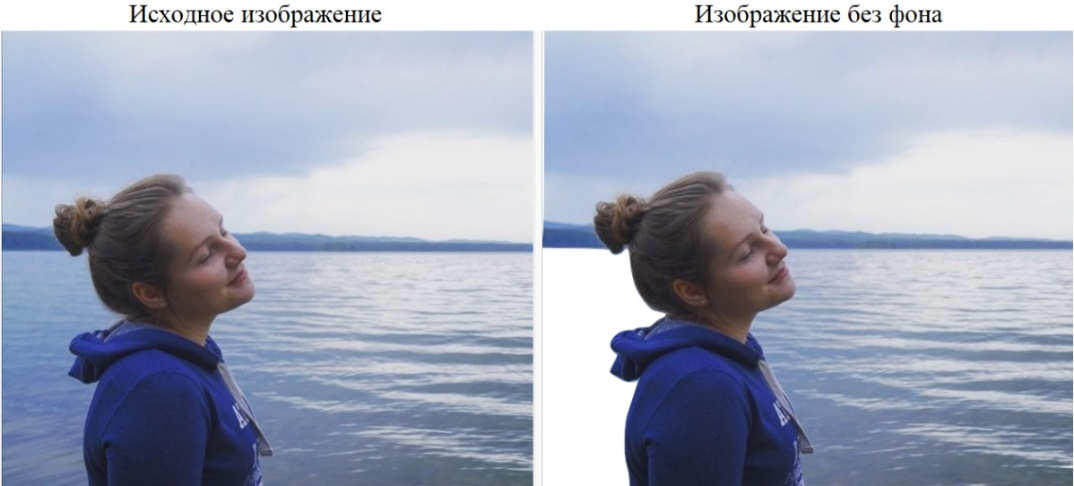 Исходное изображение
Изображение без фона